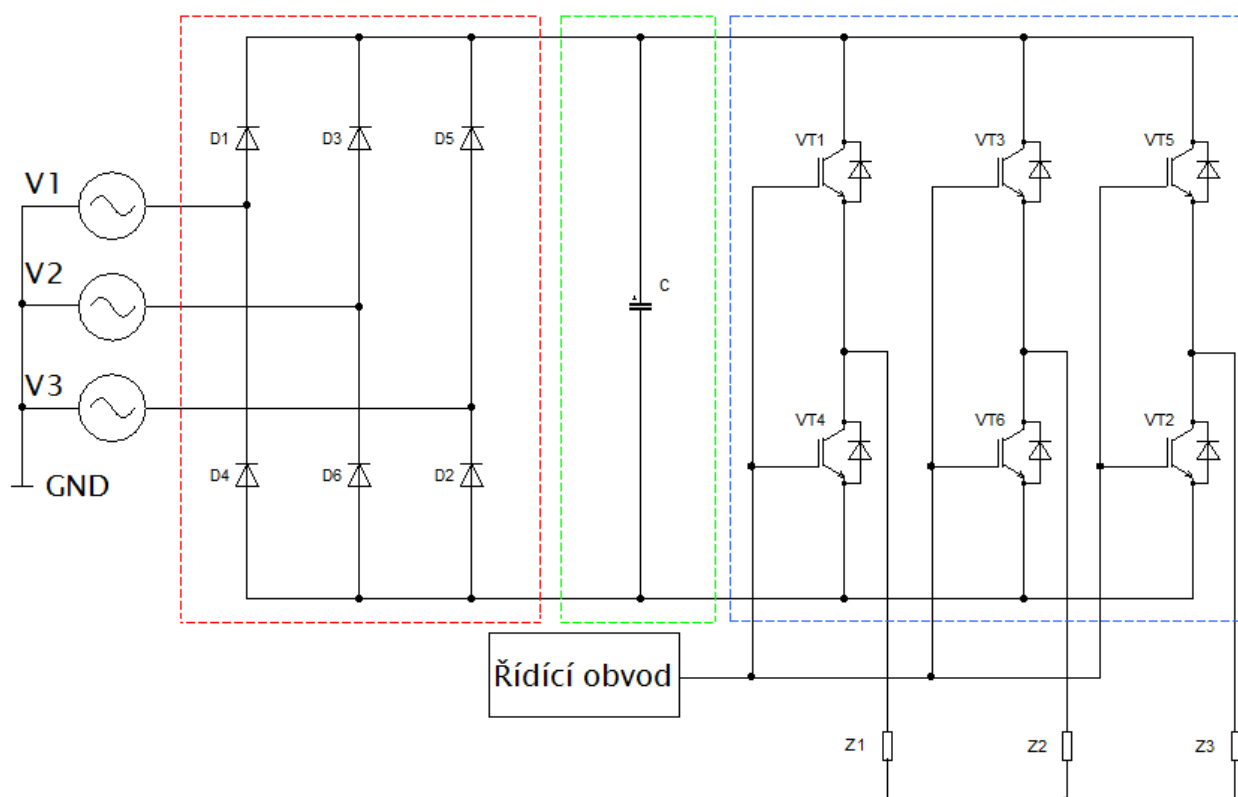 D1
D3
D5
VT1
VT3
VT5
V1
V2
C
V3
VT4
VT6
VT2
D4
D6
D2
GND
Řídící obvod
Z1
Z2
Z3